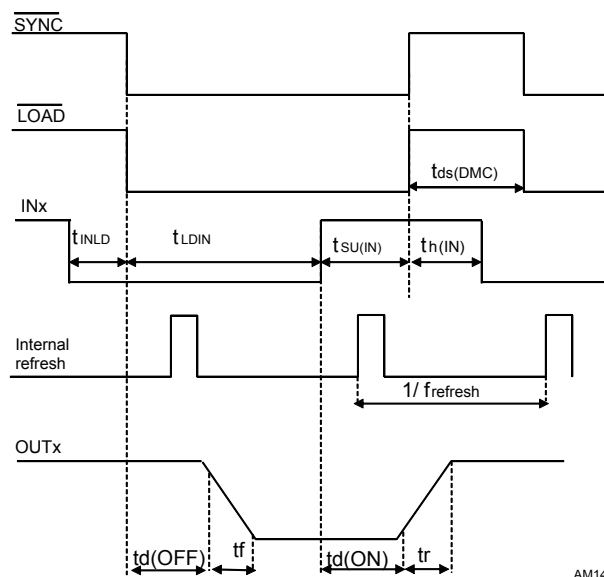 SYNC
LOAD
tds(DMC)
INx
tINLD
tLDIN
tSU(IN)
th(IN)
Internal
refresh
1/ frefresh
OUTx
td(OFF)
tf
td(ON)
tr
AM14